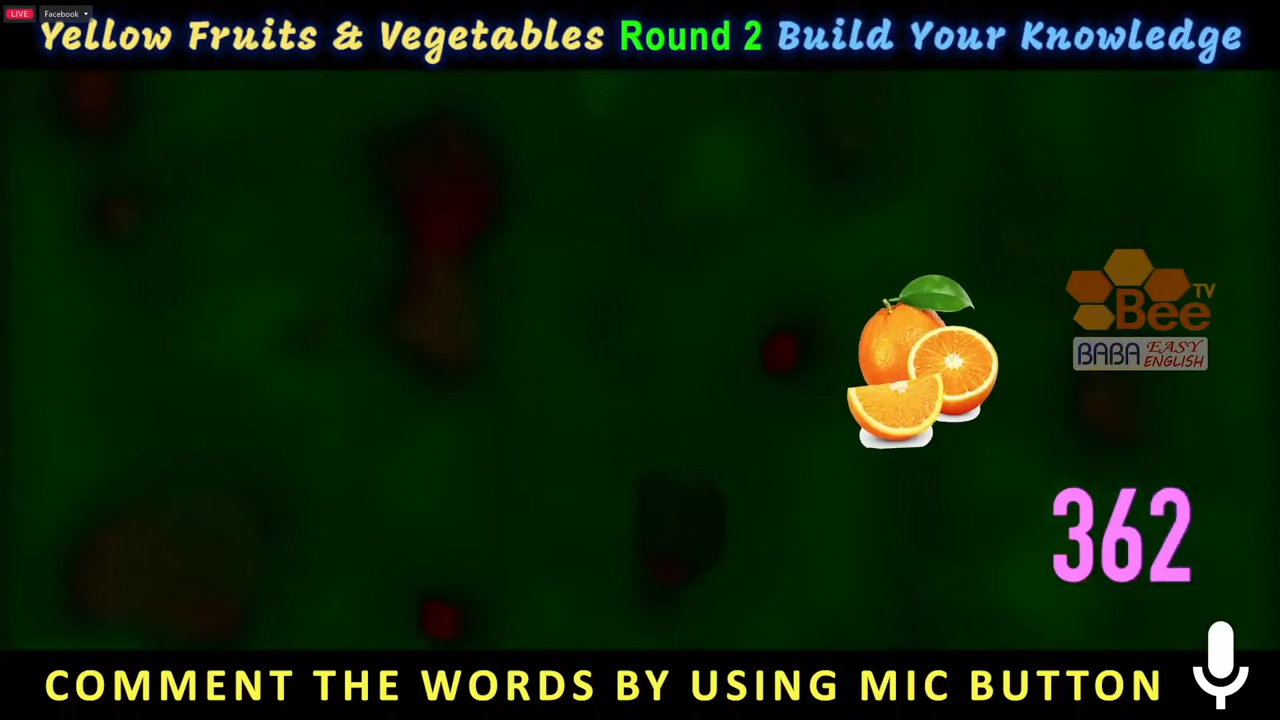 LIVE Facebook
Yellow Fruits & Vegetables Round 2 Build Your Knowledge
Bee TV
BABA EASY ENGLISH
362
COMMENT THE WORDS BY USING MIC BUTTON